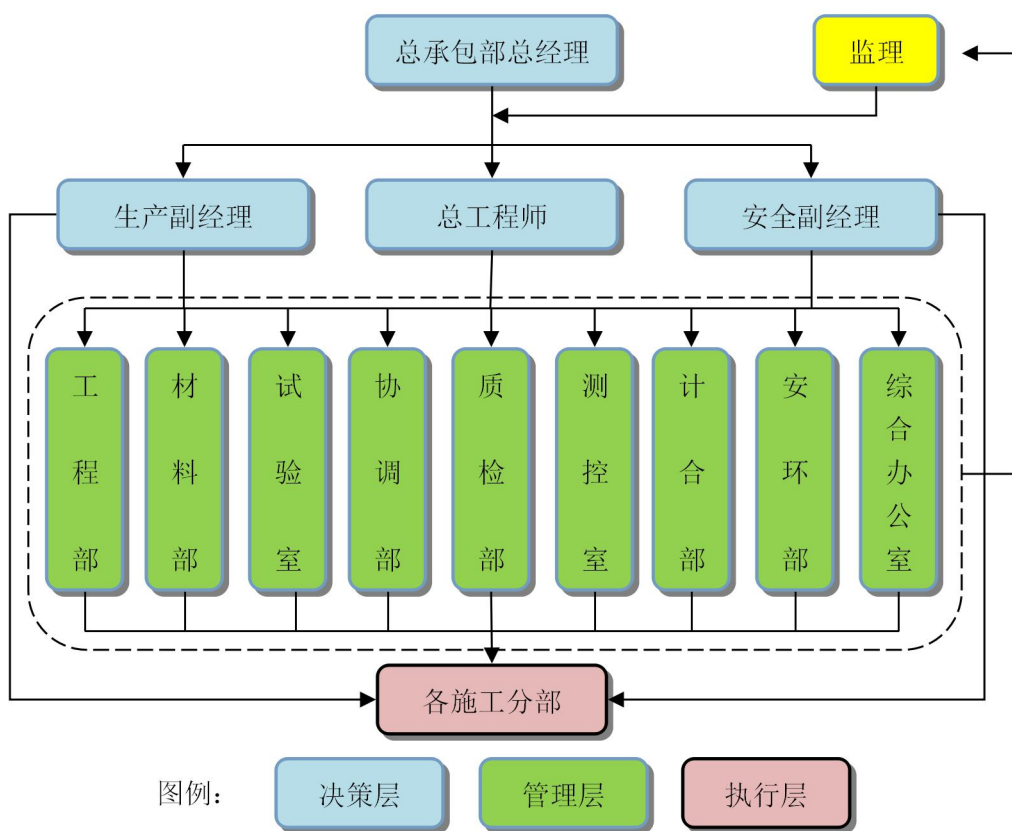 总承包部总经理
监理
生产副经理
总工程师
安全副经理
工程部
材料部
试验室
协调部
质检部
测控室
计合部
安环部
综合办公室
各施工分部
图例：
决策层
管理层
执行层